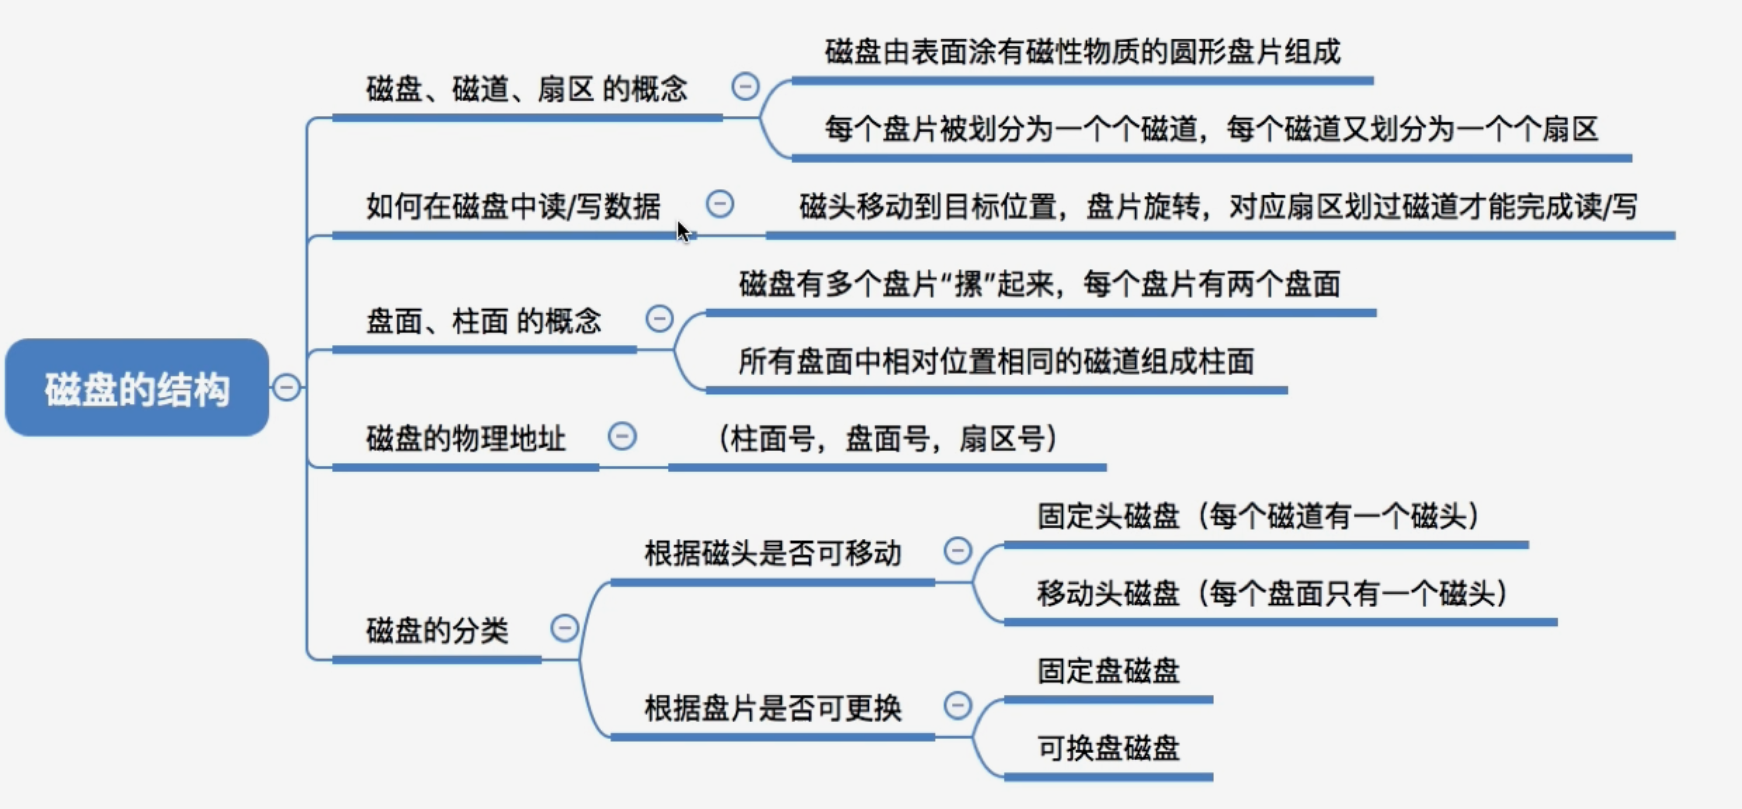 磁盘的结构
磁盘、磁道、扇区 的概念
磁盘由表面涂有磁性物质的圆形盘片组成
每个盘片被划分为一个个磁道，每个磁道又划分为一个个扇区
如何在磁盘中读/写数据
磁头移动到目标位置，盘片旋转，对应扇区划过磁道才能完成读/写
盘面、柱面 的概念
磁盘有多个盘片“摞”起来，每个盘片有两个盘面
所有盘面中相对位置相同的磁道组成柱面
磁盘的物理地址
（柱面号，盘面号，扇区号）
磁盘的分类
根据磁头是否可移动
固定头磁盘（每个磁道有一个磁头）
移动头磁盘（每个盘面只有一个磁头）
根据盘片是否可更换
固定盘磁盘
可换盘磁盘